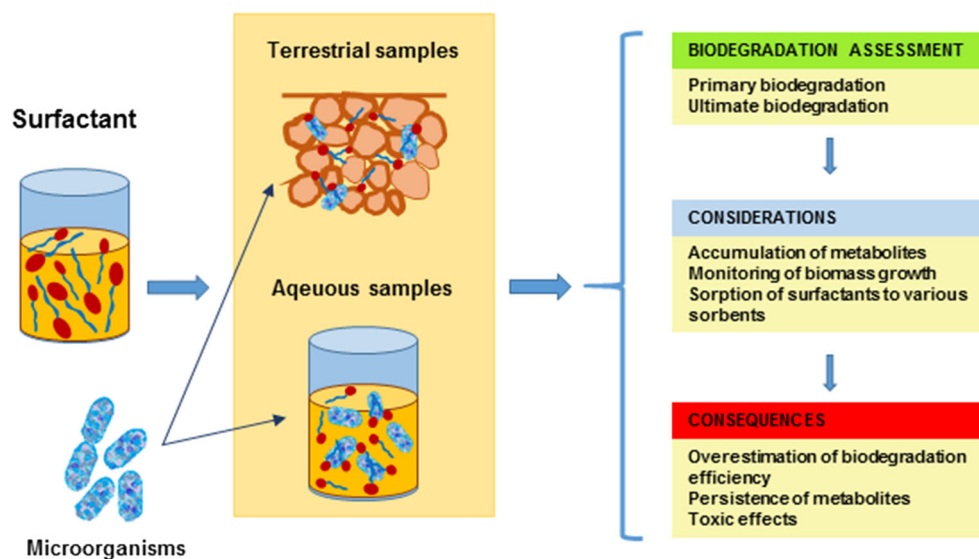 Surfactant
Microorganisms
Terrestrial samples
Aqeuous samples
BIODEGRADATION ASSESSMENT
Primary biodegradation
Ultimate biodegradation
CONSIDERATIONS
Accumulation of metabolites
Monitoring of biomass growth
Sorption of surfactants to various
sorbents
CONSEQUENCES
Overestimation of biodegradation
efficiency
Persistence of metabolites
Toxic effects